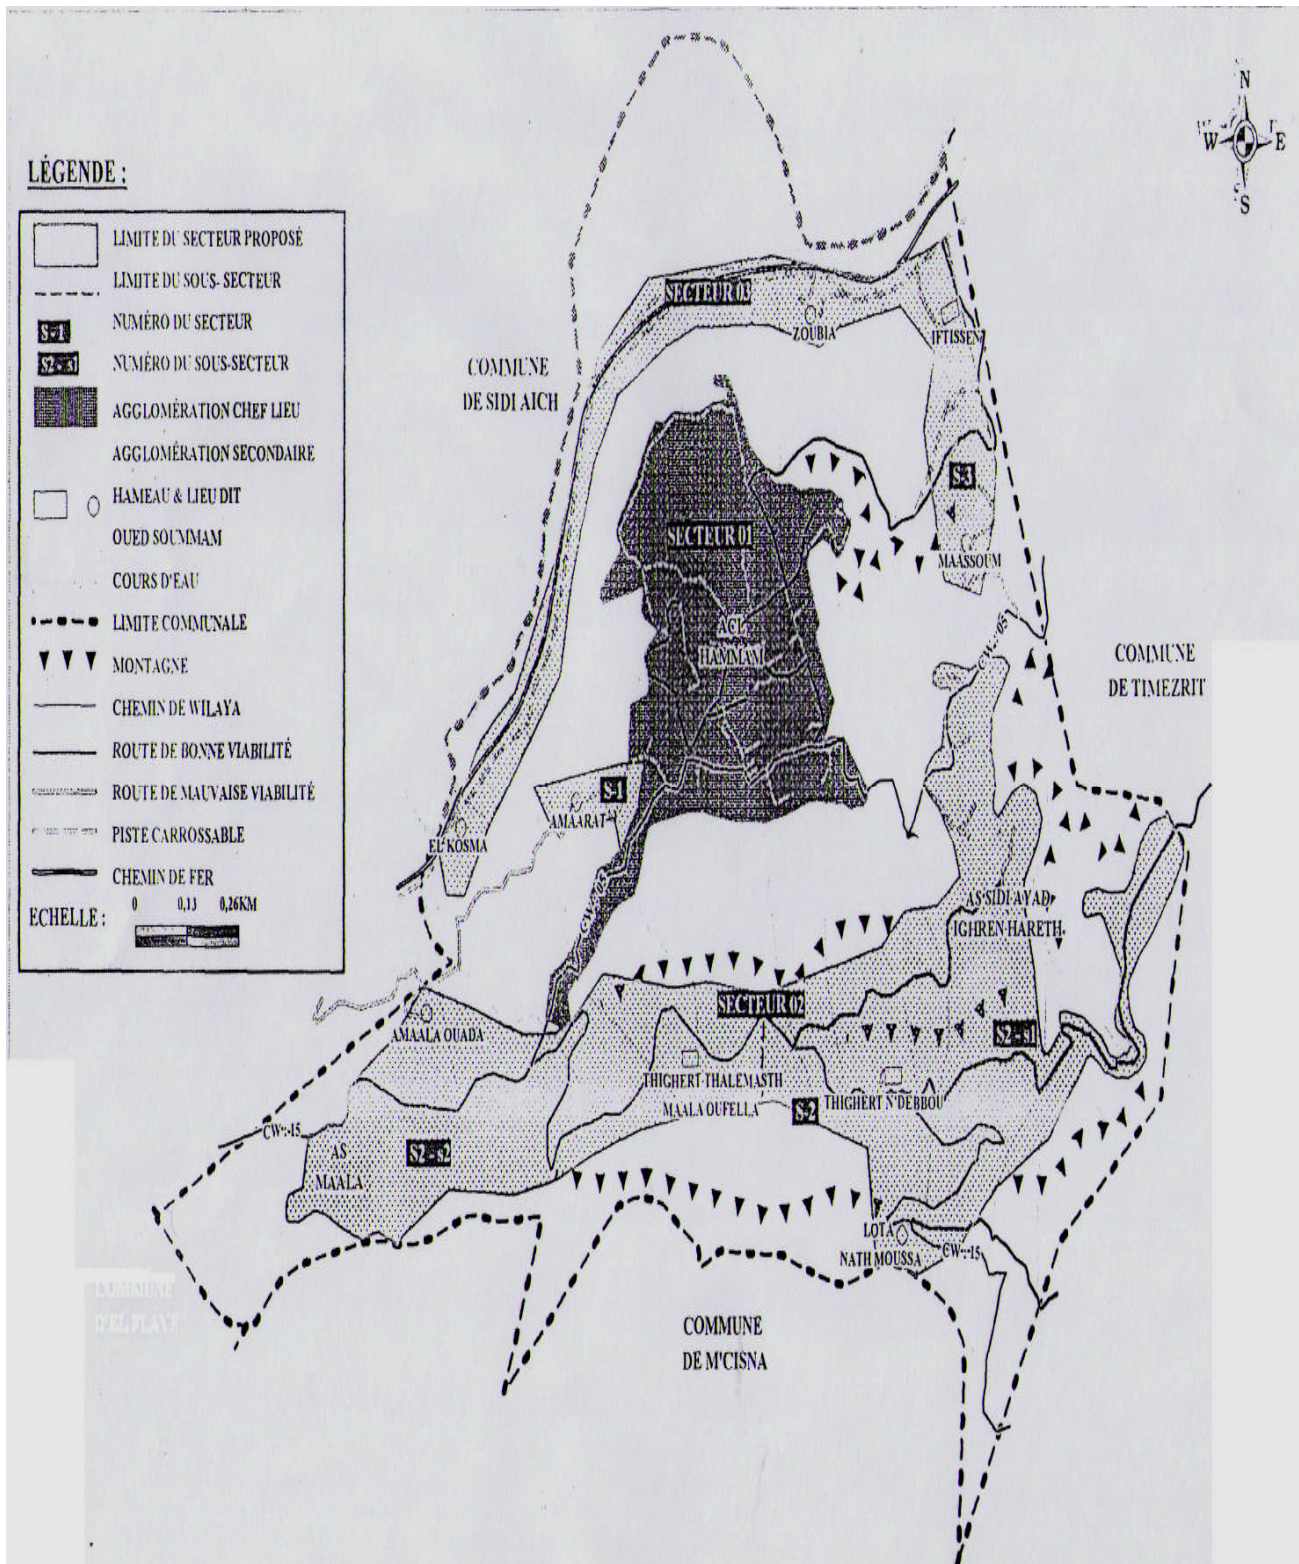 N
W
E
S
LÉGENDE :
LIMITE DU SECTEUR PROPOSÉ
LIMITE DU SOUS- SECTEUR
S-1
NUMÉRO DU SECTEUR
S2-s1
NUMÉRO DU SOUS-SECTEUR
AGGLOMÉRATION CHEF LIEU
AGGLOMÉRATION SECONDAIRE
HAMEAU & LIEU DIT
OUED SOUMMAM
COURS D'EAU
LIMITE COMMUNALE
MONTAGNE
CHEMIN DE WILAYA
ROUTE DE BONNE VIABILITÉ
ROUTE DE MAUVAISE VIABILITÉ
PISTE CARROSSABLE
CHEMIN DE FER
ECHELLE :
0 0,13 0,26KM
SECTEUR 03
ZOUBIA
IFTISSEN
COMMUNE
DE SIDI AICH
S-3
SECTEUR 01
MAASSOUM
ACL
HAMMAM
COMMUNE
DE TIMEZRIT
S-1
AMAARAT
EL KOSMA
AS SIDI AYAD
IGHREN HARETH
SECTEUR 02
AMAALA OUADA
S2-s1
THIGHERT THALEMASTH
MAALA OUFELLA
S-2
THIGHERT N'DEBBOU
CW-15
AS
MAALA
S2-s2
LOTA
NATH MOUSSA
CW-15
COMMUNE
D'EL FLAYE
COMMUNE
DE M'CISNA